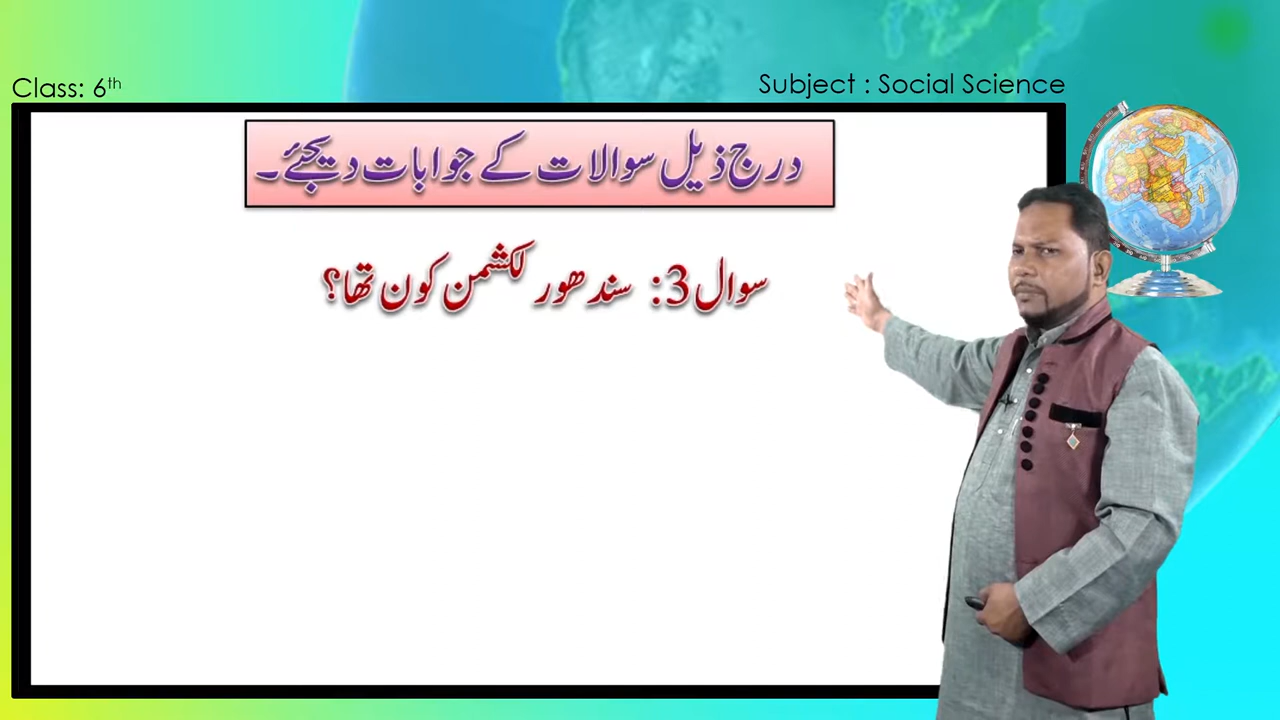 Class: 6th
Subject : Social Science
درج ذیل سوالات کے جوابات دیجئے۔
سوال 3: سندھور لکشمن کون تھا؟